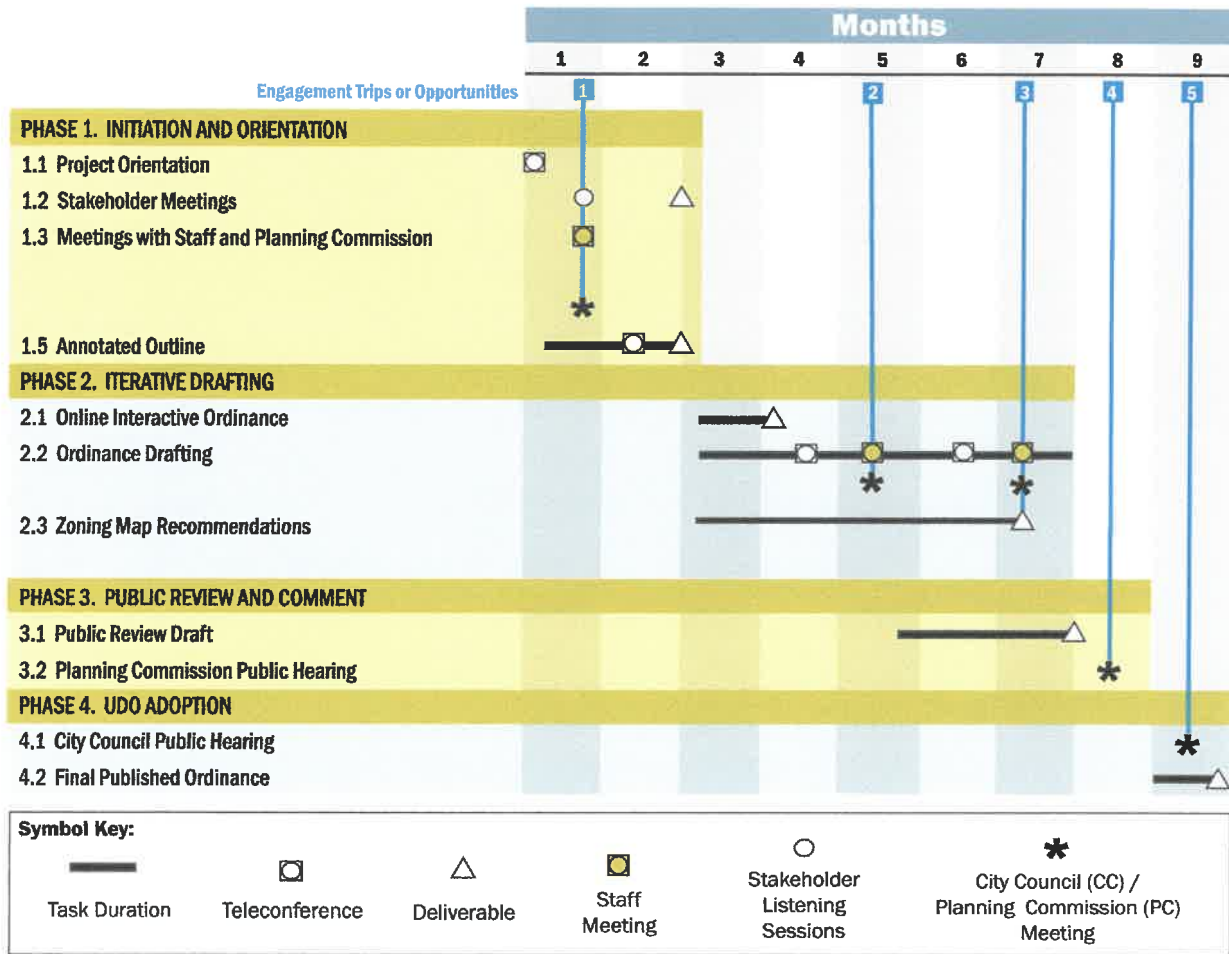 Months
1 2 3 4 5 6 7 8 9
Engagement Trips or Opportunities 1 2 3 4 5
PHASE 1. INITIATION AND ORIENTATION
1.1 Project Orientation
1.2 Stakeholder Meetings
1.3 Meetings with Staff and Planning Commission
1.5 Annotated Outline
PHASE 2. ITERATIVE DRAFTING
2.1 Online Interactive Ordinance
2.2 Ordinance Drafting
2.3 Zoning Map Recommendations
PHASE 3. PUBLIC REVIEW AND COMMENT
3.1 Public Review Draft
3.2 Planning Commission Public Hearing
PHASE 4. UDO ADOPTION
4.1 City Council Public Hearing
4.2 Final Published Ordinance
Symbol Key:
Task Duration
Teleconference
Deliverable
Staff
Meeting
Stakeholder
Listening
Sessions
City Council (CC) /
Planning Commission (PC)
Meeting